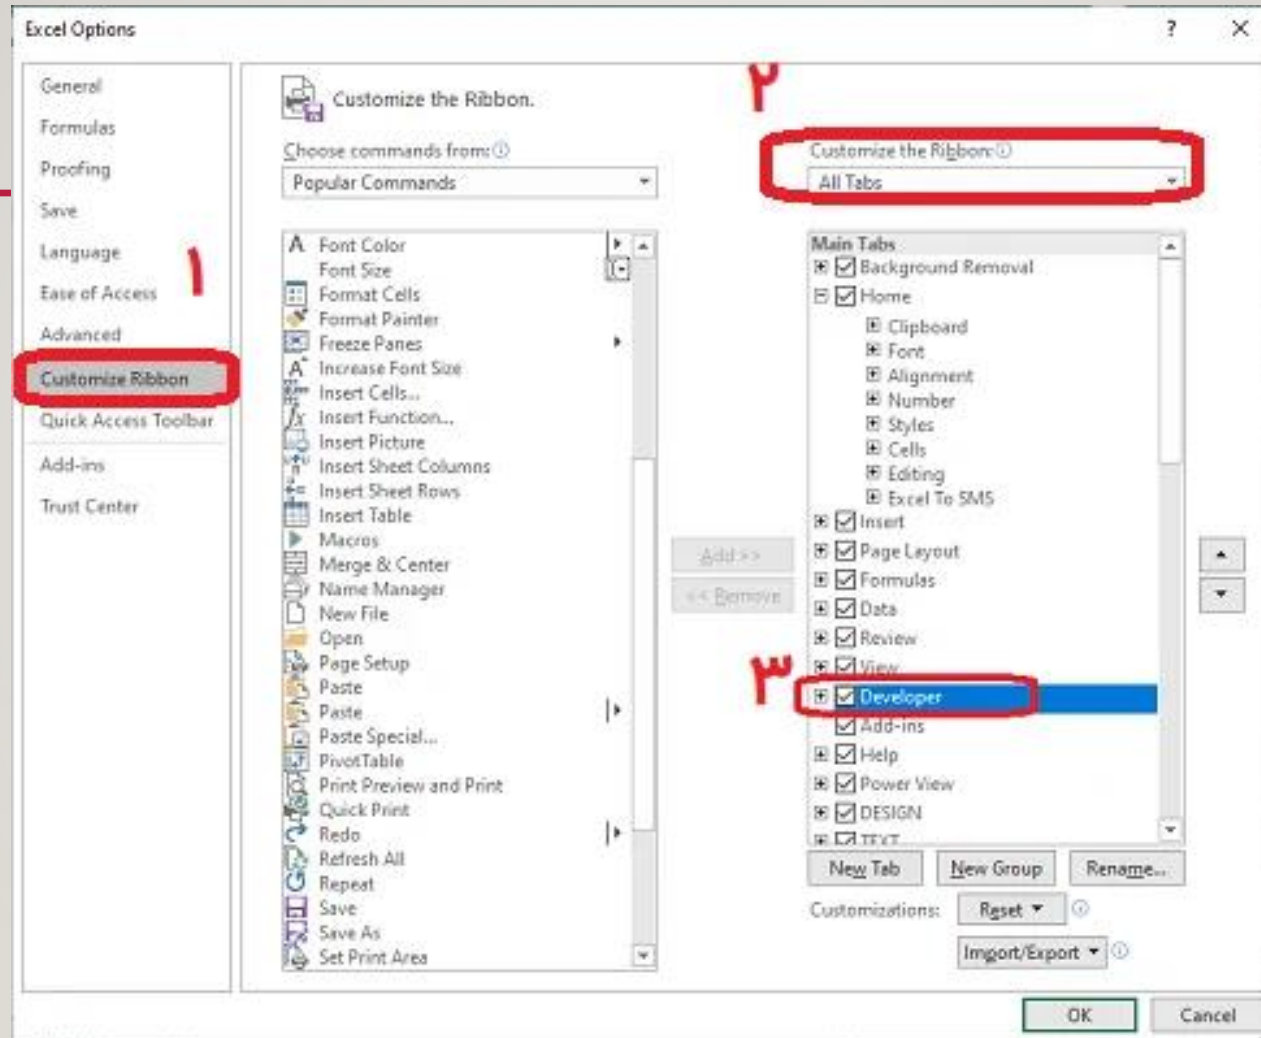 Excel Options
?
General
Formulas
Proofing
Save
Language
Ease of Access
Advanced
Customize Ribbon
Quick Access Toolbar
Add-ins
Trust Center
۱
Customize the Ribbon.
Choose commands from:
Popular Commands
Font Color
Font Size
Format Cells
Format Painter
Freeze Panes
Increase Font Size
Insert Cells...
Insert Function...
Insert Picture
Insert Sheet Columns
Insert Sheet Rows
Insert Table
Macros
Merge & Center
Name Manager
New File
Open
Page Setup
Paste
Paste
Paste Special...
PivotTable
Print Preview and Print
Quick Print
Redo
Refresh All
Repeat
Save
Save As
Set Print Area
Add >>
<< Remove
۲
Customize the Ribbon:
All Tabs
Main Tabs
Background Removal
Home
Clipboard
Font
Alignment
Number
Styles
Cells
Editing
Excel To SMS
Insert
Page Layout
Formulas
Data
Review
View
۳
Developer
Add-ins
Help
Power View
DESIGN
TEXT
New Tab
New Group
Rename...
Customizations:
Reset
Import/Export
OK
Cancel